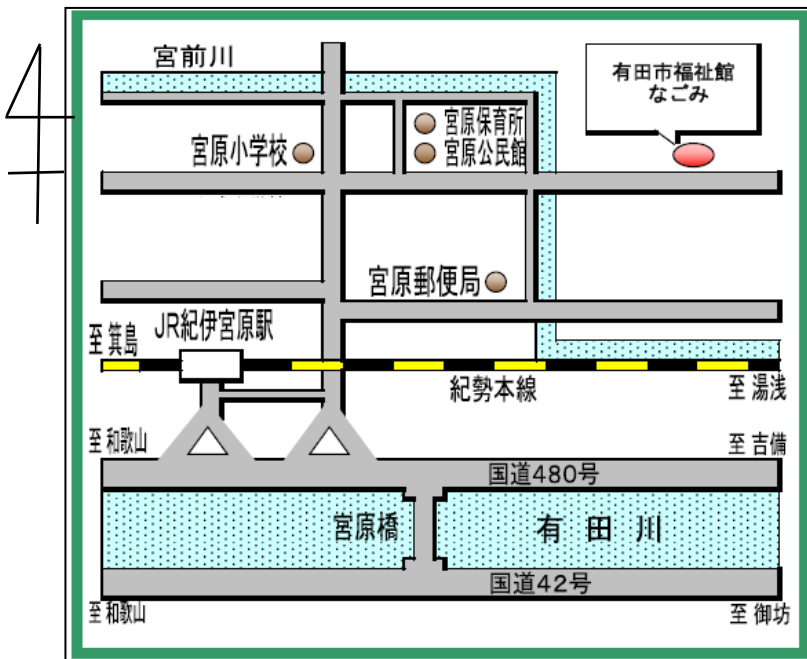 宮前川
有田市福祉館
なごみ
宮原保育所
宮原小学校
宮原公民館
宮原郵便局
JR紀伊宮原駅
至 箕島
紀勢本線
至 湯浅
至 和歌山
至 吉備
国道480号
宮原橋
有田川
国道42号
至 和歌山
至 御坊